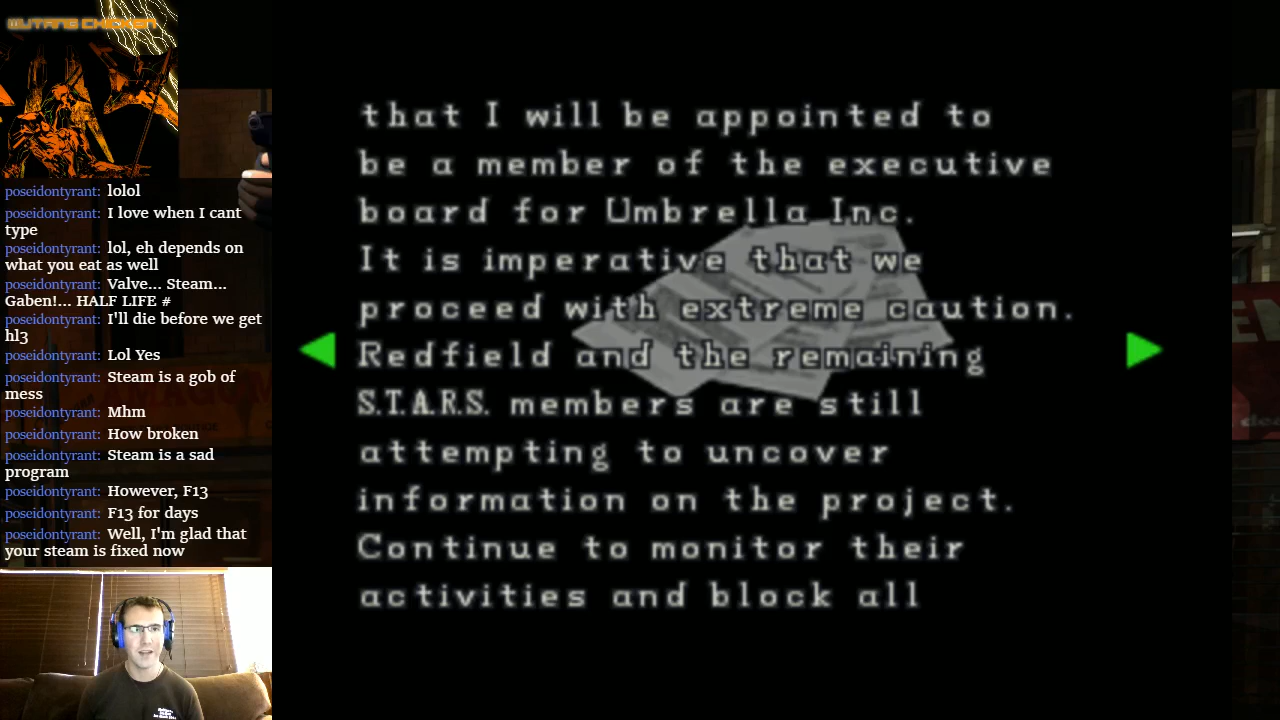 WUTANG CHICKEN
poseidontyrant: lolol
poseidontyrant: I love when I cant
type
poseidontyrant: lol, eh depends on
what you eat as well
poseidontyrant: Valve... Steam...
Gaben!... HALF LIFE #
poseidontyrant: I'll die before we get
hl3
poseidontyrant: Lol Yes
poseidontyrant: Steam is a gob of
mess
poseidontyrant: Mhm
poseidontyrant: How broken
poseidontyrant: Steam is a sad
program
poseidontyrant: However, F13
poseidontyrant: F13 for days
poseidontyrant: Well, I'm glad that
your steam is fixed now
that I will be appointed to
be a member of the executive
board for Umbrella Inc.
It is imperative that we
proceed with extreme caution.
Redfield and the remaining
S.T.A.R.S. members are still
attempting to uncover
information on the project.
Continue to monitor their
activities and block all